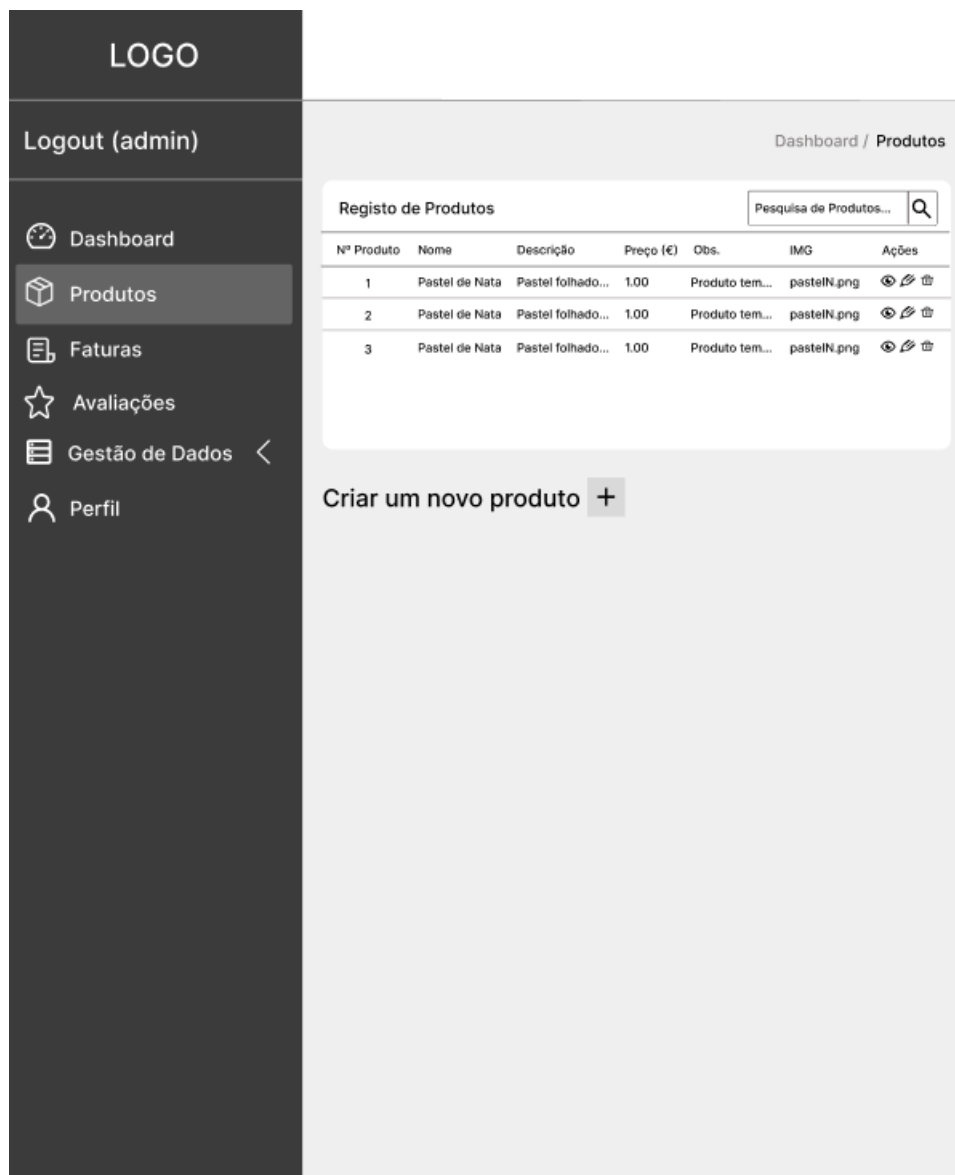 LOGO
Logout (admin)
Dashboard
Produtos
Faturas
Avaliações
Gestão de Dados
Perfil
Dashboard / Produtos
Registo de Produtos
Pesquisa de Produtos...
Nº Produto Nome Descrição Preço (€) Obs. IMG Ações
1 Pastel de Nata Pastel folhado... 1.00 Produto tem... pastelN.png
2 Pastel de Nata Pastel folhado... 1.00 Produto tem... pastelN.png
3 Pastel de Nata Pastel folhado... 1.00 Produto tem... pastelN.png
Criar um novo produto +